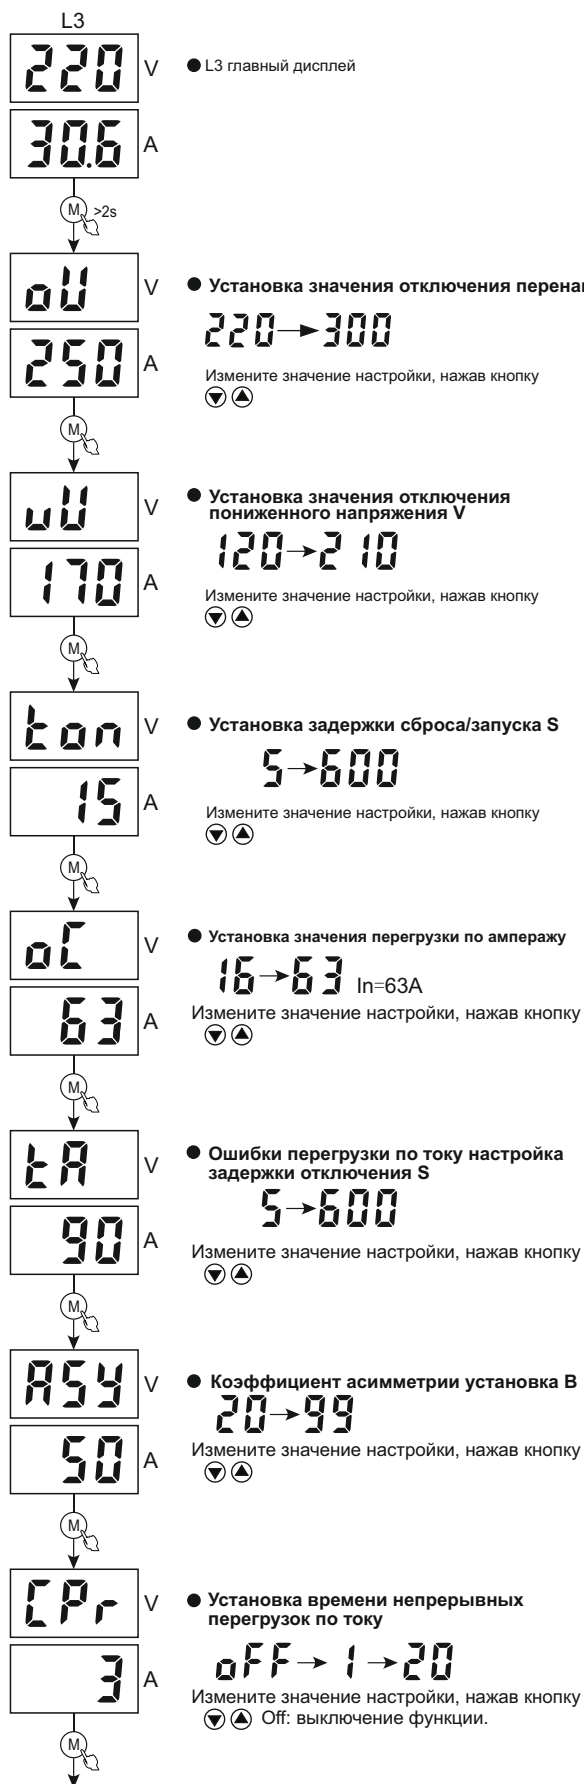 L3
220 V ● L3 главный дисплей
30.6 A
M >2s
oU V ● Установка значения отключения перенап
220→300
250 A
Измените значение настройки, нажав кнопку
M
uU V ● Установка значения отключения
пониженного напряжения V
120→210
170 A
Измените значение настройки, нажав кнопку
M
ton V ● Установка задержки сброса/запуска S
5→600
15 A
Измените значение настройки, нажав кнопку
M
oC V ● Установка значения перегрузки по амперажу
16→63 In=63A
63 A
Измените значение настройки, нажав кнопку
M
tA V ● Ошибки перегрузки по току настройка
задержки отключения S
5→600
90 A
Измените значение настройки, нажав кнопку
M
ASY V ● Коэффициент асимметрии установка В
20→99
50 A
Измените значение настройки, нажав кнопку
M
CPr V ● Установка времени непрерывных
перегрузок по току
oFF→1→20
3 A
Измените значение настройки, нажав кнопку
Off: выключение функции.
M